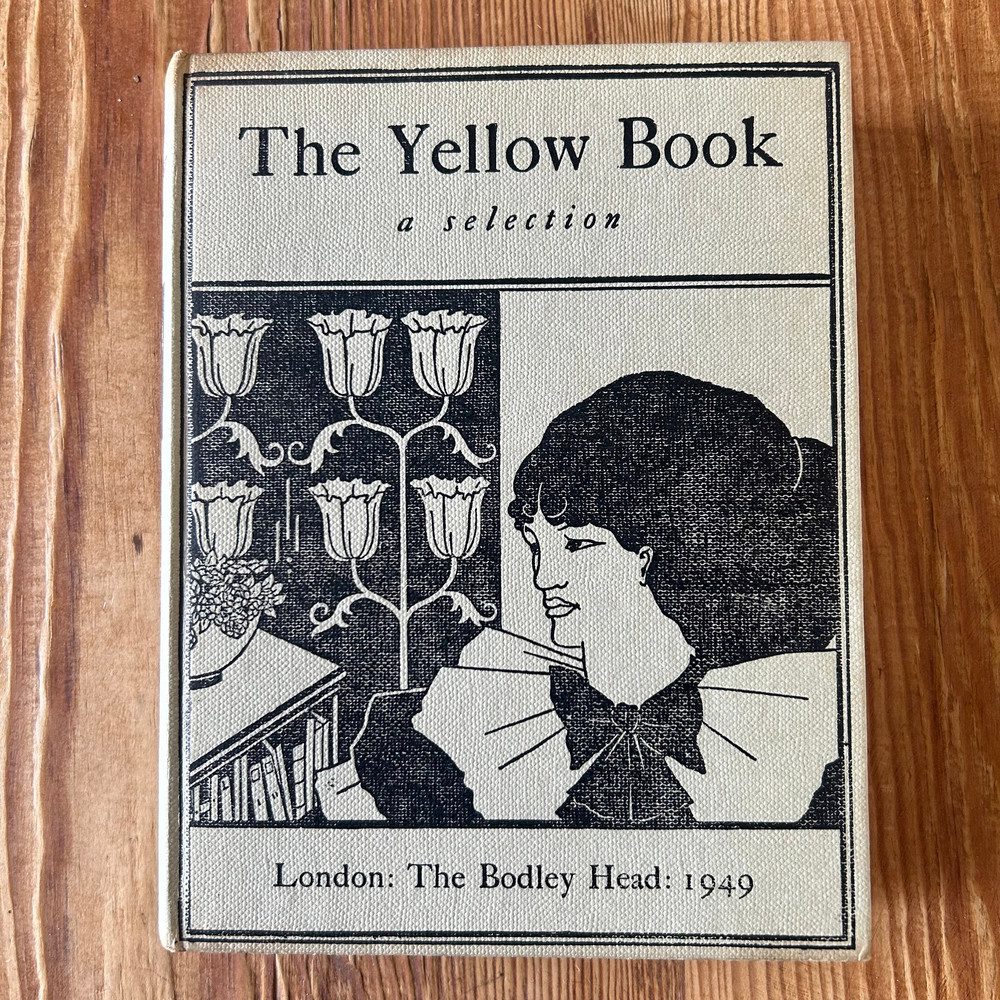 The Yellow Book
a selection
London: The Bodley Head: 1949